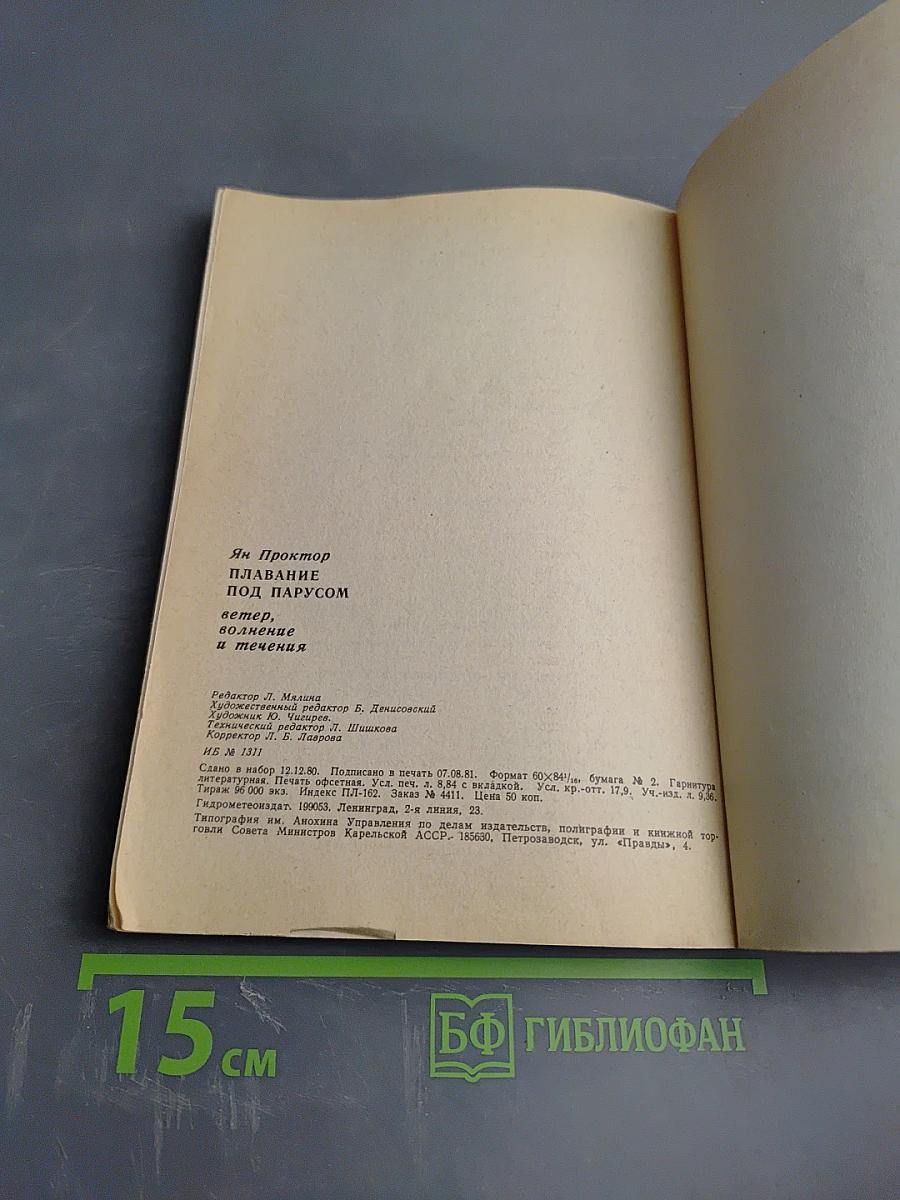 Ян Проктор
ПЛАВАНИЕ
ПОД ПАРУСОМ
ветер,
волнение
и течения
Редактор Л. Мялина
Художественный редактор Б. Денисовский
Художник Ю. Чигирев.
Технический редактор Л. Шишкова
Корректор Л. Б. Лаврова
ИБ № 1311
Сдано в набор 12.12.80. Подписано в печать 07.08.81. Формат 60×84¹/₁₆, бумага № 2. Гарнитура
литературная. Печать офсетная. Усл. печ. л. 8,84 с вкладкой. Усл. кр.-отт. 17,9. Уч.-изд. л. 9,36.
Тираж 96 000 экз. Индекс ПЛ-162. Заказ № 4411. Цена 50 коп.
Гидрометеоиздат. 199053, Ленинград, 2-я линия, 23.
Типография им. Анохина Управления по делам издательств, полиграфии и книжной тор-
говли Совета Министров Карельской АССР. 185630, Петрозаводск, ул. «Правды», 4.
15 см
БФ ГИБЛИОФАН